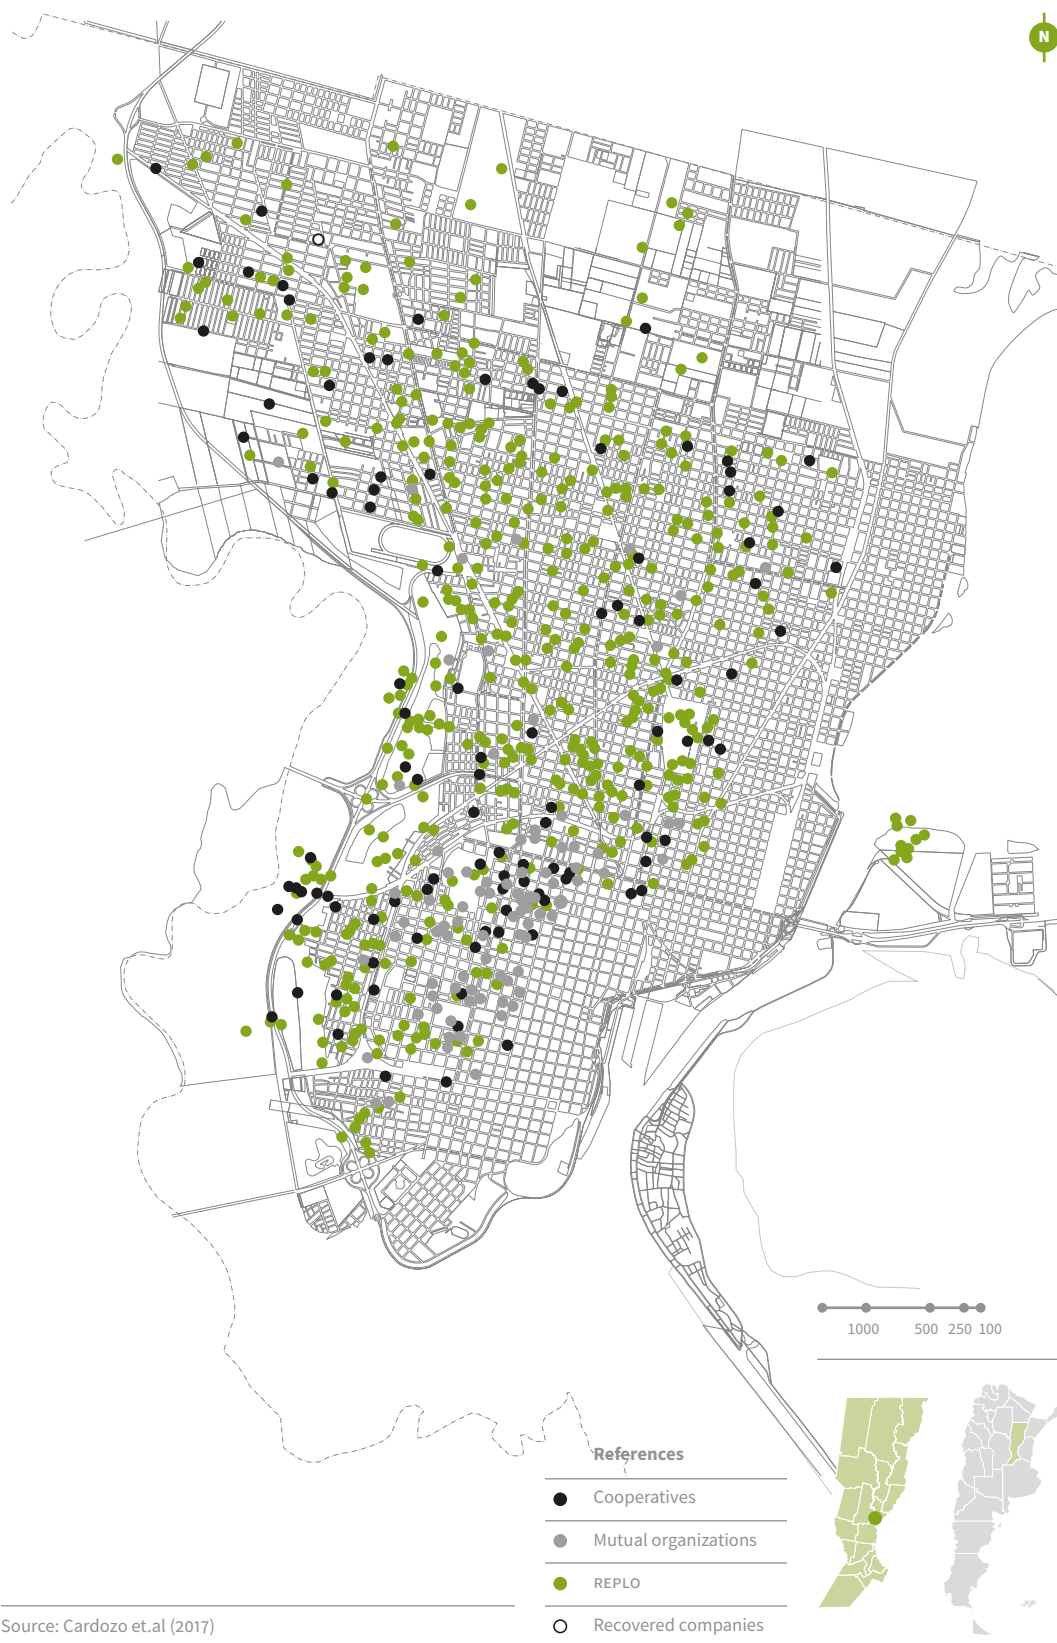 N
1000 500 250 100
References
Cooperatives
Mutual organizations
REPLO
Recovered companies
Source: Cardozo et.al (2017)